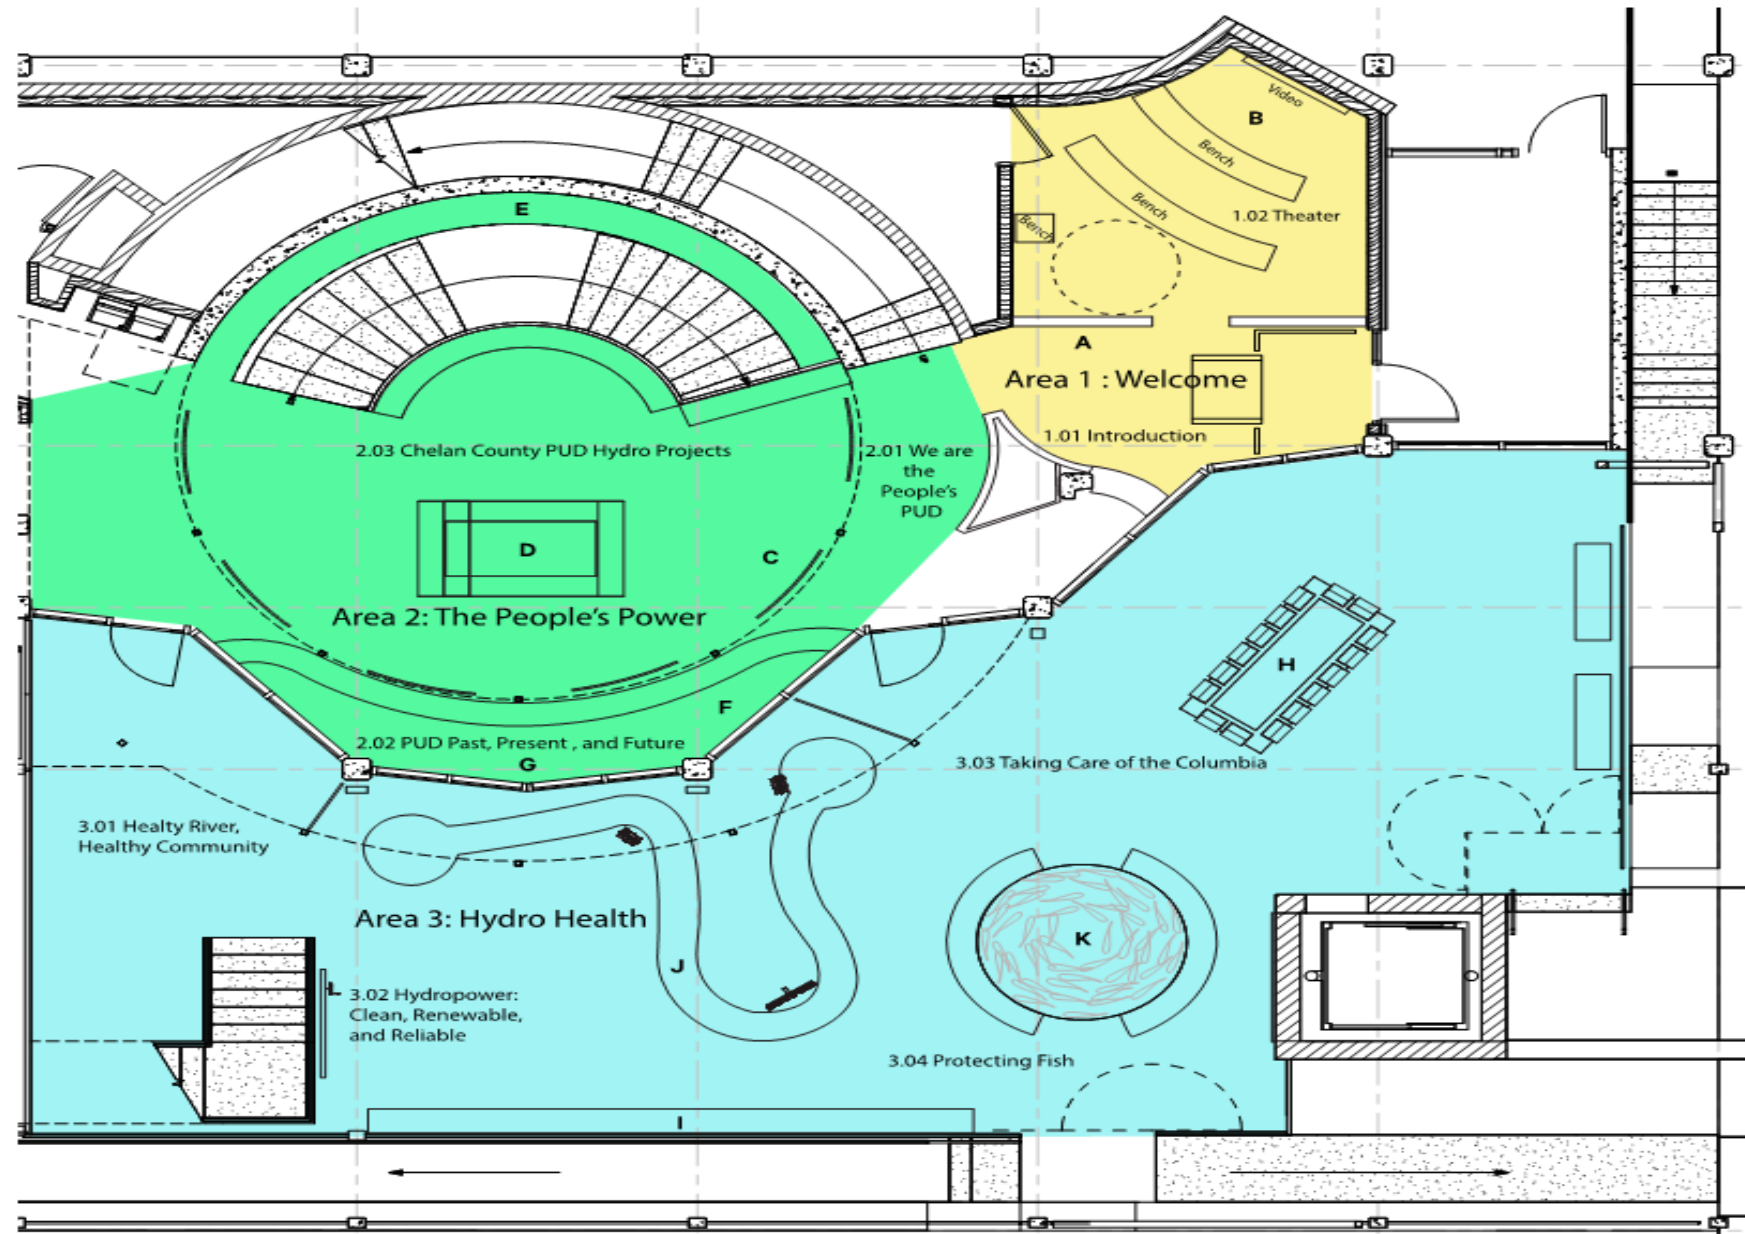 Video
B
Bench
Bench
Bench
1.02 Theater
E
A
Area 1 : Welcome
1.01 Introduction
2.03 Chelan County PUD Hydro Projects
2.01 We are
the
People's
PUD
D
C
Area 2: The People's Power
H
F
2.02 PUD Past, Present , and Future
G
3.03 Taking Care of the Columbia
3.01 Healty River,
Healthy Community
Area 3: Hydro Health
K
J
L
3.02 Hydropower:
Clean, Renewable,
and Reliable
3.04 Protecting Fish
I